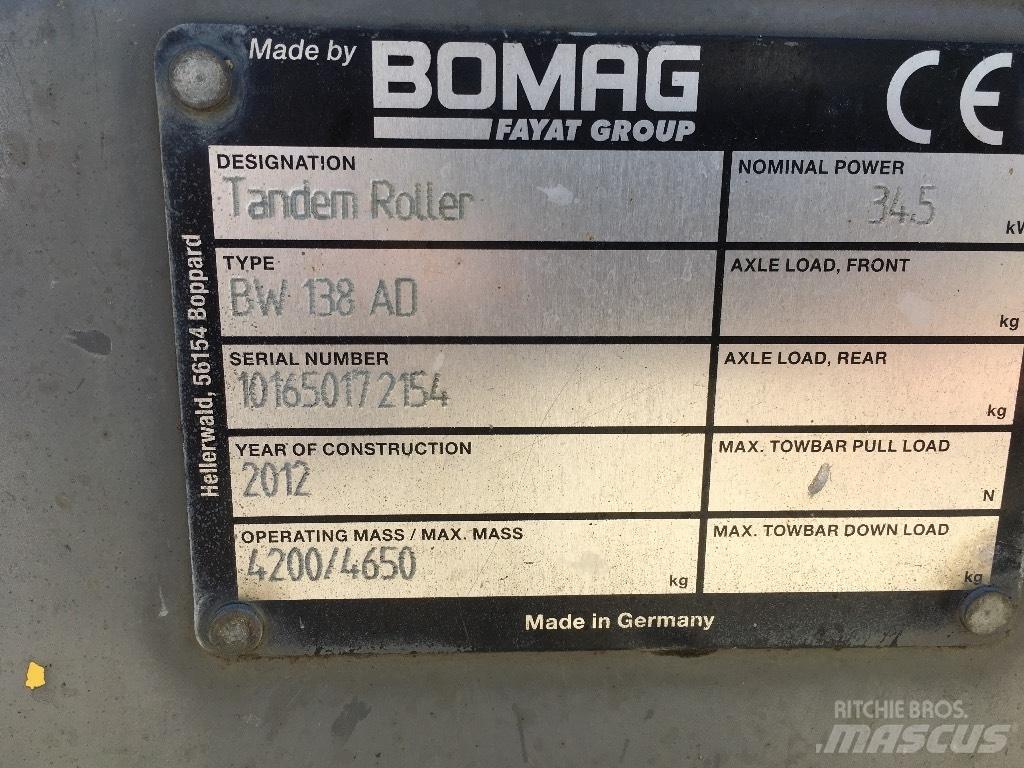 Made by BOMAG CE
FAYAT GROUP
DESIGNATION
Tandem Roller
NOMINAL POWER
34.5
kW
TYPE
BW 138 AD
AXLE LOAD, FRONT
kg
SERIAL NUMBER
101650172154
AXLE LOAD, REAR
kg
YEAR OF CONSTRUCTION
2012
MAX. TOWBAR PULL LOAD
N
OPERATING MASS / MAX. MASS
4200/4650
kg
MAX. TOWBAR DOWN LOAD
kg
Hellerwald, 56154 Boppard
Made in Germany
RITCHIE BROS.
MASCUS